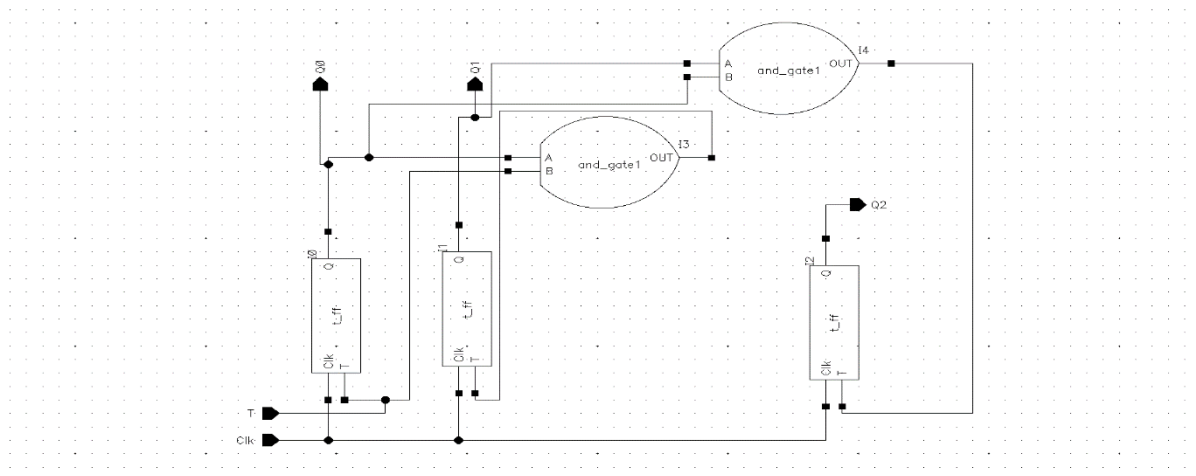 Q0
Q1
A
B
and_gate1
OUT
I4
A
B
and_gate1
OUT
I3
I0
Q
t_ff
Clk
T
I1
Q
t_ff
Clk
T
Q2
I2
Q
t_ff
Clk
T
T
Clk